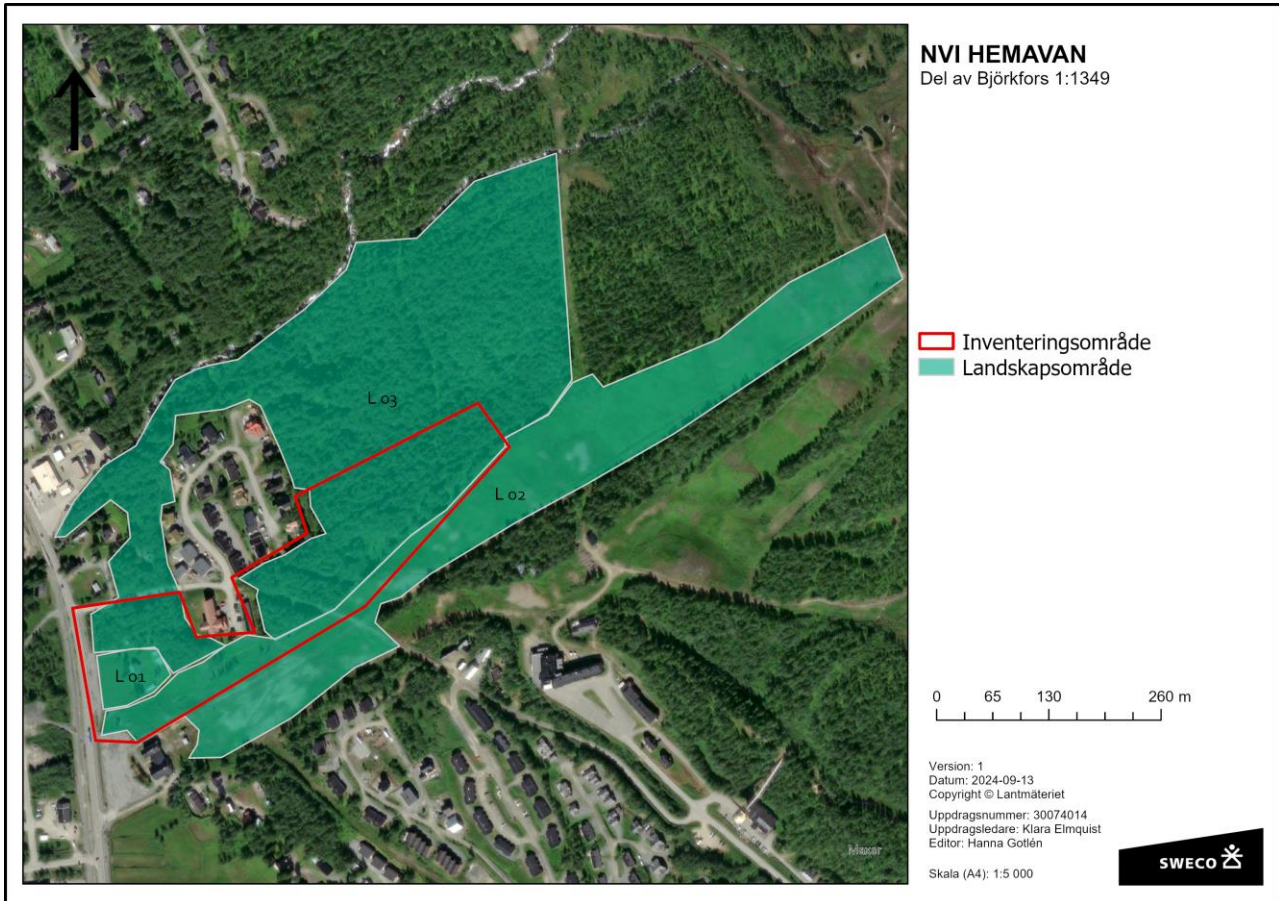 NVI HEMAVAN
Del av Björkfors 1:1349
Inventeringsområde
Landskapsområde
L 03
L 02
L 01
0 65 130 260 m
Version: 1
Datum: 2024-09-13
Copyright © Lantmäteriet
Uppdragsnummer: 30074014
Uppdragsledare: Klara Elmquist
Editor: Hanna Gotlén
Skala (A4): 1:5 000
Maxar
SWECO